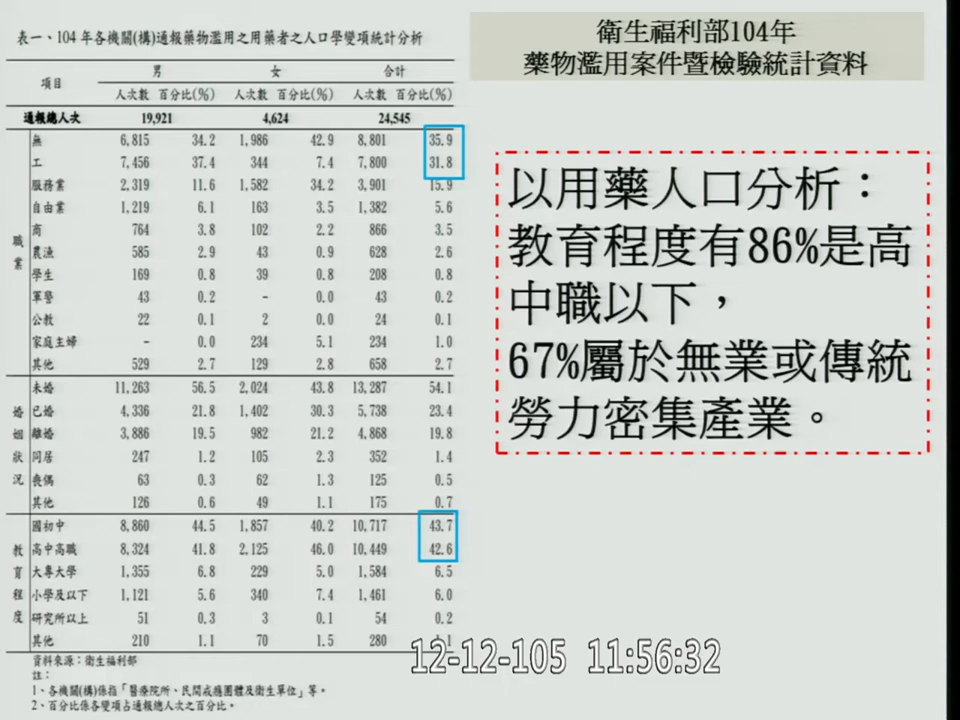 表一、104年各機關(構)通報藥物濫用之用藥者之人口學變項統計分析
項目 男 女 合計
人次數 百分比(%) 人次數 百分比(%) 人次數 百分比(%)
通報總人次 19,921 4,624 24,545
職業
無 6,815 34.2 1,986 42.9 8,801 35.9
工 7,456 37.4 344 7.4 7,800 31.8
服務業 2,319 11.6 1,582 34.2 3,901 15.9
自由業 1,219 6.1 163 3.5 1,382 5.6
商 764 3.8 102 2.2 866 3.5
農漁 585 2.9 43 0.9 628 2.6
學生 169 0.8 39 0.8 208 0.8
軍警 43 0.2 - 0.0 43 0.2
公教 22 0.1 2 0.0 24 0.1
家庭主婦 - 0.0 234 5.1 234 1.0
其他 529 2.7 129 2.8 658 2.7
婚姻狀況
未婚 11,263 56.5 2,024 43.8 13,287 54.1
已婚 4,336 21.8 1,402 30.3 5,738 23.4
離婚 3,886 19.5 982 21.2 4,868 19.8
同居 247 1.2 105 2.3 352 1.4
喪偶 63 0.3 62 1.3 125 0.5
其他 126 0.6 49 1.1 175 0.7
教育程度
國初中 8,860 44.5 1,857 40.2 10,717 43.7
高中高職 8,324 41.8 2,125 46.0 10,449 42.6
大專大學 1,355 6.8 229 5.0 1,584 6.5
小學及以下 1,121 5.6 340 7.4 1,461 6.0
研究所以上 51 0.3 3 0.1 54 0.2
其他 210 1.1 70 1.5 280 1.1
資料來源：衛生福利部
註：
1、各機關(構)係指「醫療院所、民間戒癮團體及衛生單位」等。
2、百分比係各變項占通報總人次之百分比。
衛生福利部104年
藥物濫用案件暨檢驗統計資料
以用藥人口分析：
教育程度有86%是高
中職以下，
67%屬於無業或傳統
勞力密集產業。
12-12-105 11:56:32